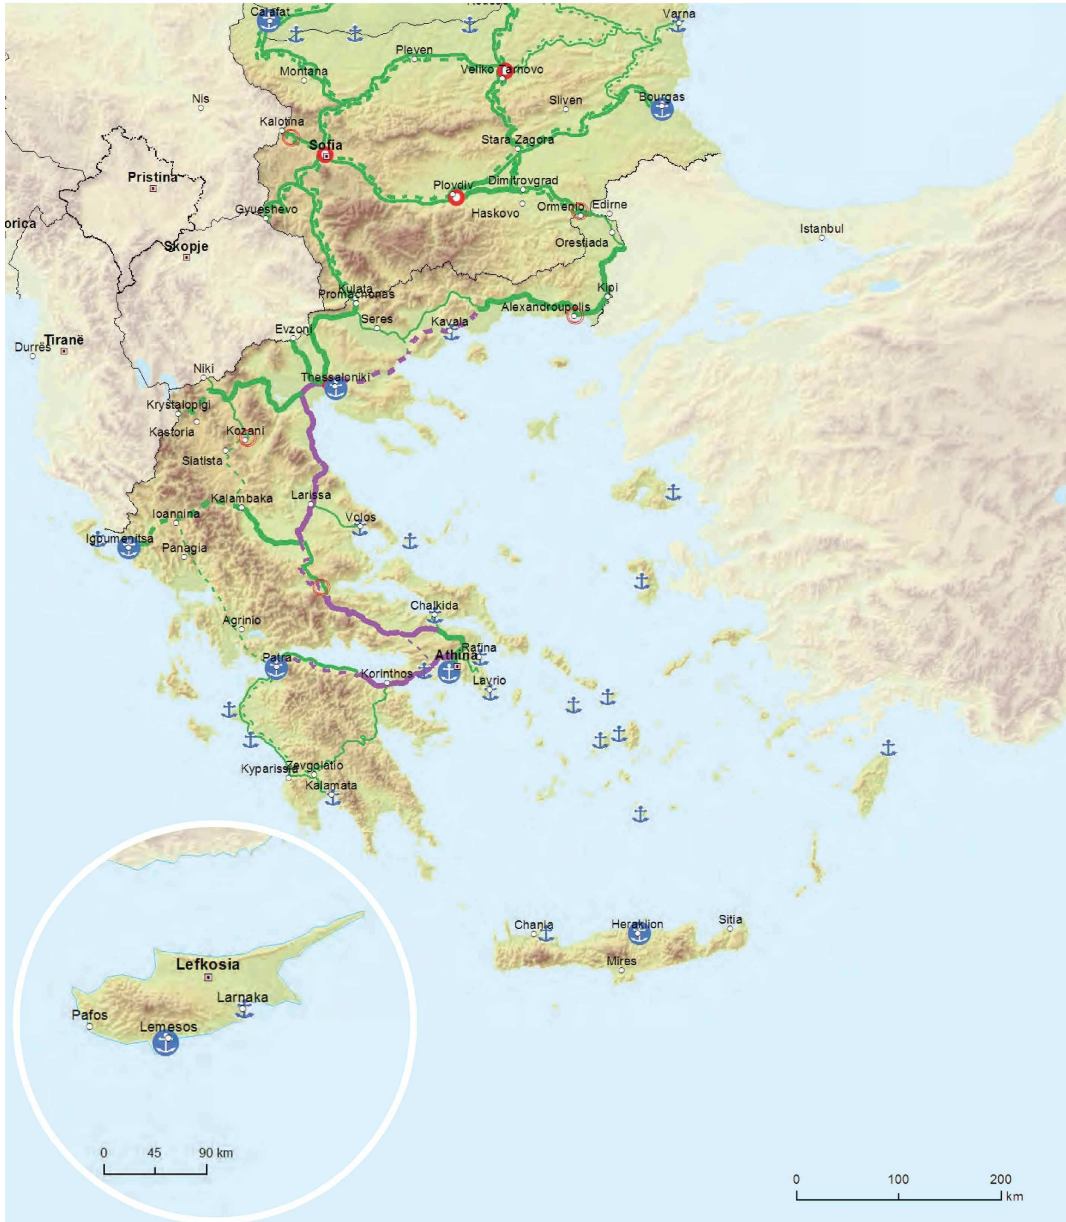 Calafat
Varna
Pleven
Montana
Veliko Tarnovo
Nis
Sliven
Bourgas
Kalotina
Sofia
Stara Zagora
Pristina
Plovdiv
Dimitrovgrad
Gyueshevo
Haskovo
Ormenio
Edirne
orica
Istanbul
Orestiada
Skopje
Kulata
Promachonas
Kipi
Alexandroupolis
Seres
Kavala
Evzoni
Tiranë
Durrës
Niki
Thessaloniki
Krystalopigi
Kastoria
Kozani
Siatista
Kalambaka
Larissa
Ioannina
Volos
Igoumenitsa
Panagia
Chalkida
Agrinio
Rafina
Patra
Athina
Korinthos
Lavrio
Zevgolatio
Kyparissia
Kalamata
Chania
Heraklion
Sitia
Mires
Lefkosia
Larnaka
Pafos
Lemesos
0 45 90 km
0 100 200
km